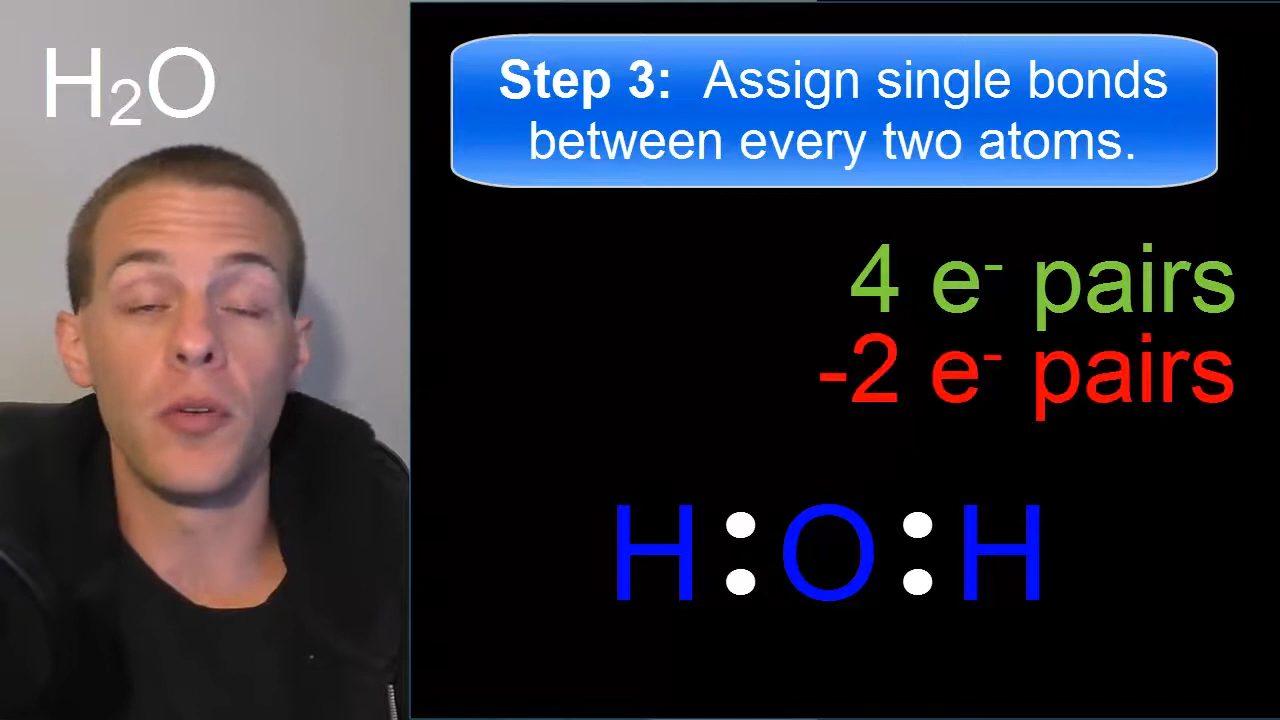 H₂O
Step 3: Assign single bonds
between every two atoms.
4 e⁻ pairs
-2 e⁻ pairs
H : O : H